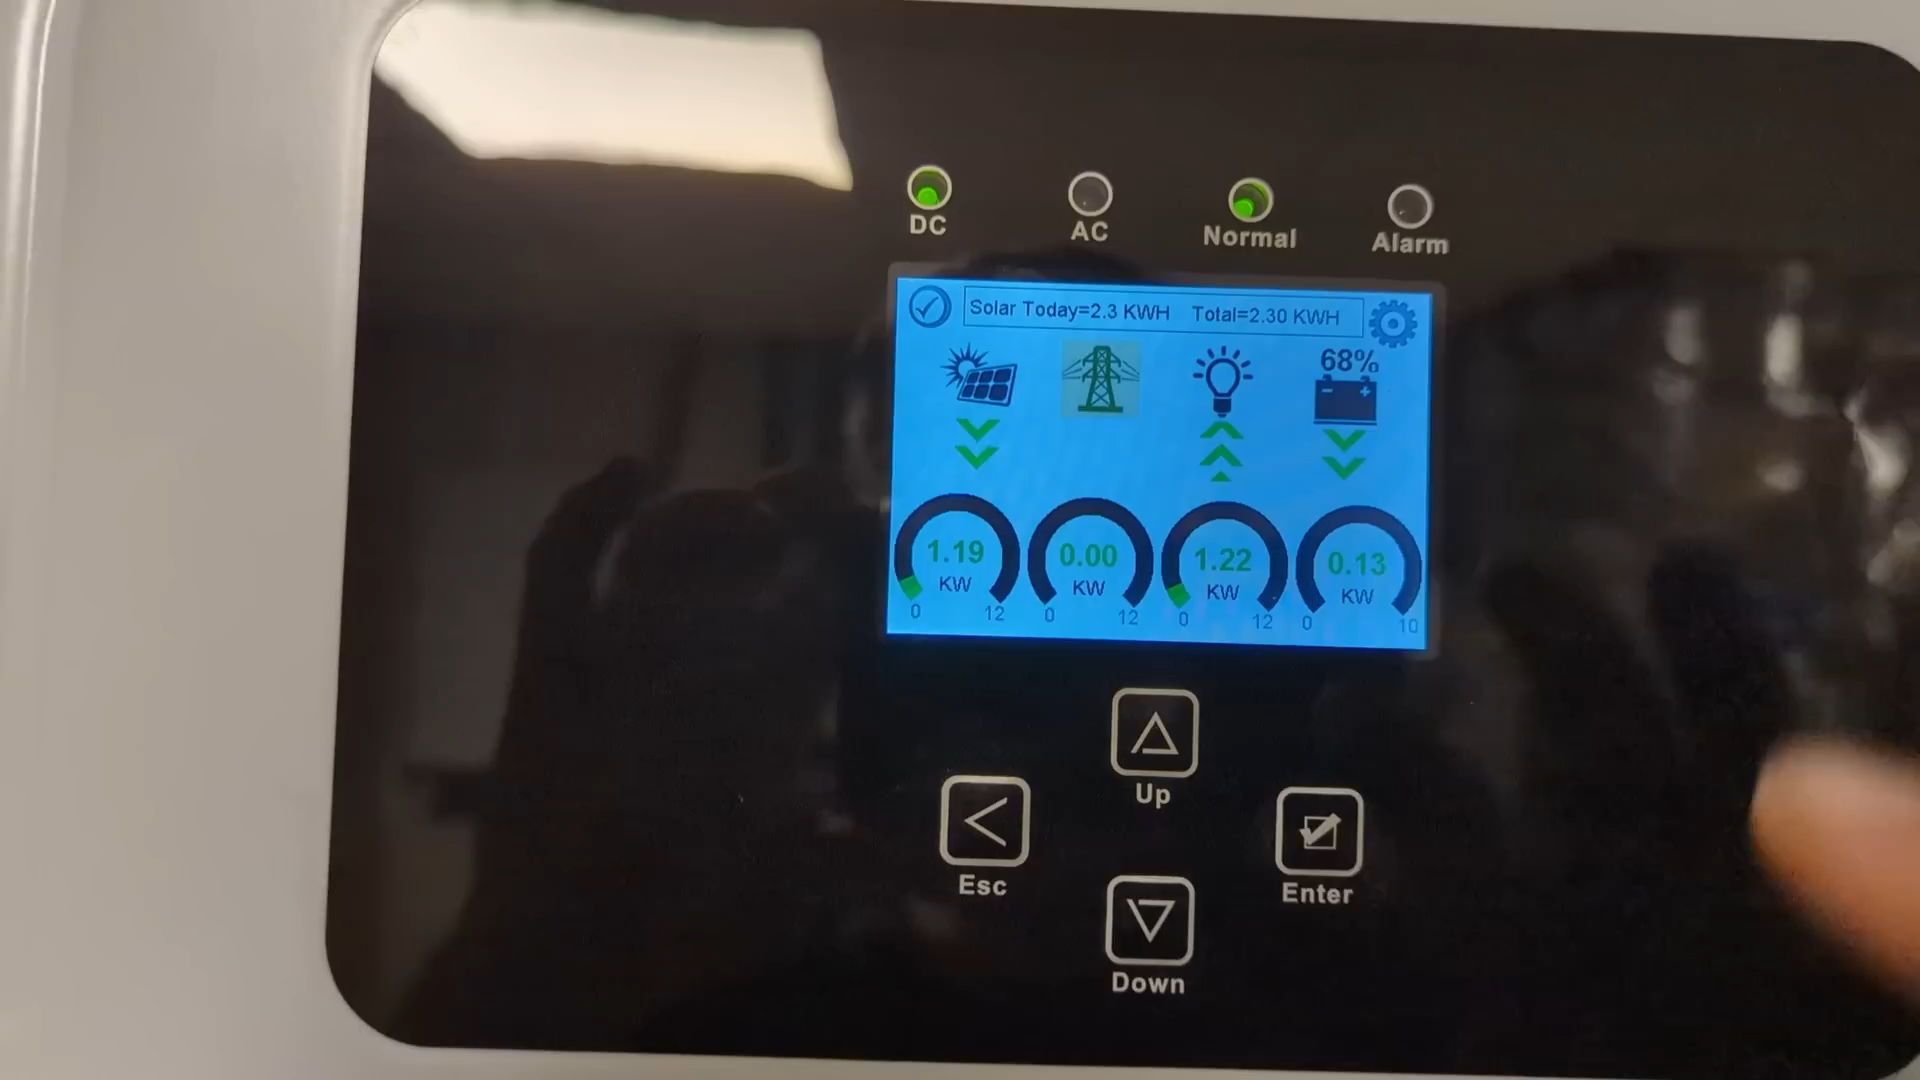 DC AC Normal Alarm
Solar Today=2.3 KWH Total=2.30 KWH
68%
1.19 0.00 1.22 0.13
KW KW KW KW
0 12 0 12 0 12 0 10
Up
Esc Enter
Down